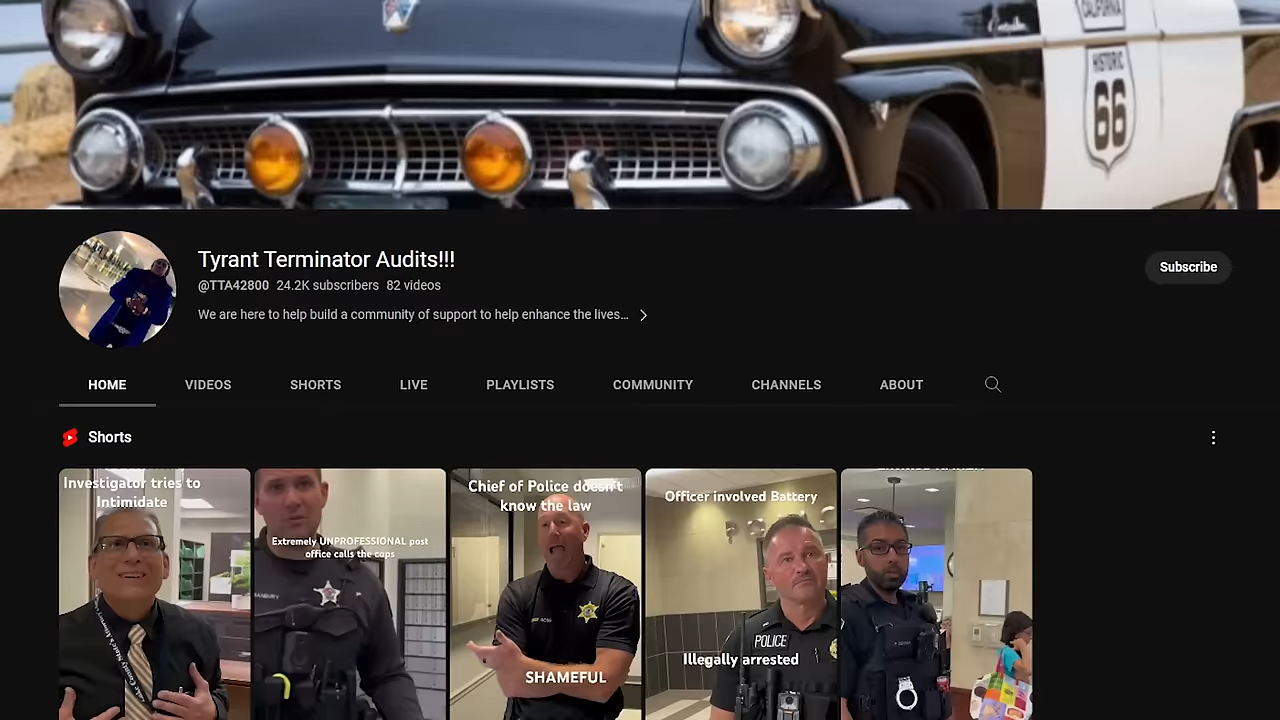 CALIFORNIA
HISTORIC
66
Tyrant Terminator Audits!!!
@TTA42800 24.2K subscribers 82 videos
We are here to help build a community of support to help enhance the lives…
Subscribe
HOME VIDEOS SHORTS LIVE PLAYLISTS COMMUNITY CHANNELS ABOUT
Shorts
Investigator tries to
Intimidate
Extremely UNPROFESSIONAL post
office calls the cops
Chief of Police doesn't
know the law
SHAMEFUL
Officer involved Battery
POLICE
Illegally arrested